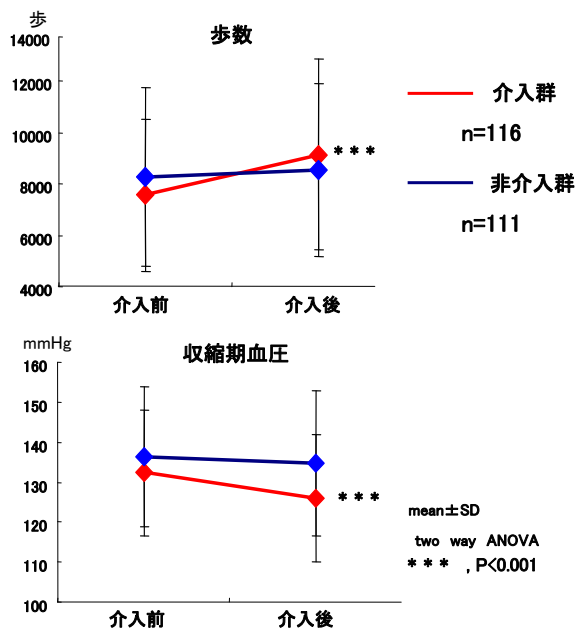 歩
歩数
14000
12000
10000
8000
6000
4000
***
介入前
介入後
介入群
n=116
非介入群
n=111
mmHg
収縮期血圧
160
150
140
130
120
110
100
***
介入前
介入後
mean±SD
two way ANOVA
*** , P<0.001